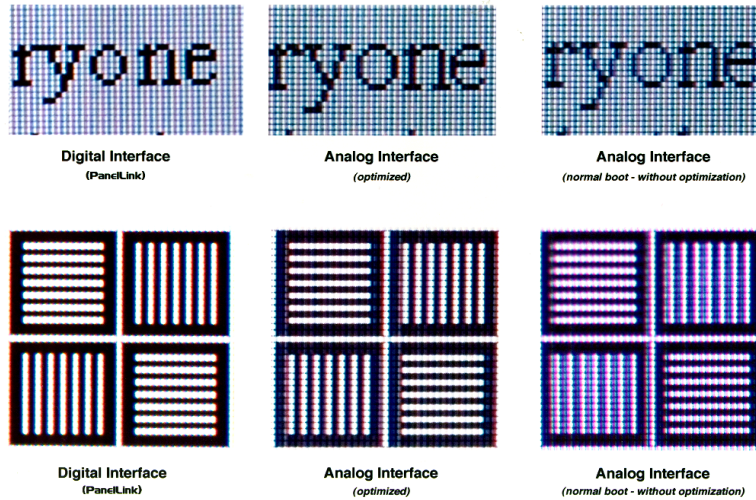 ryone
ryone
ryone
Digital Interface
(PanelLink)
Analog Interface
(optimized)
Analog Interface
(normal boot - without optimization)
Digital Interface
(PanelLink)
Analog Interface
(optimized)
Analog Interface
(normal boot - without optimization)